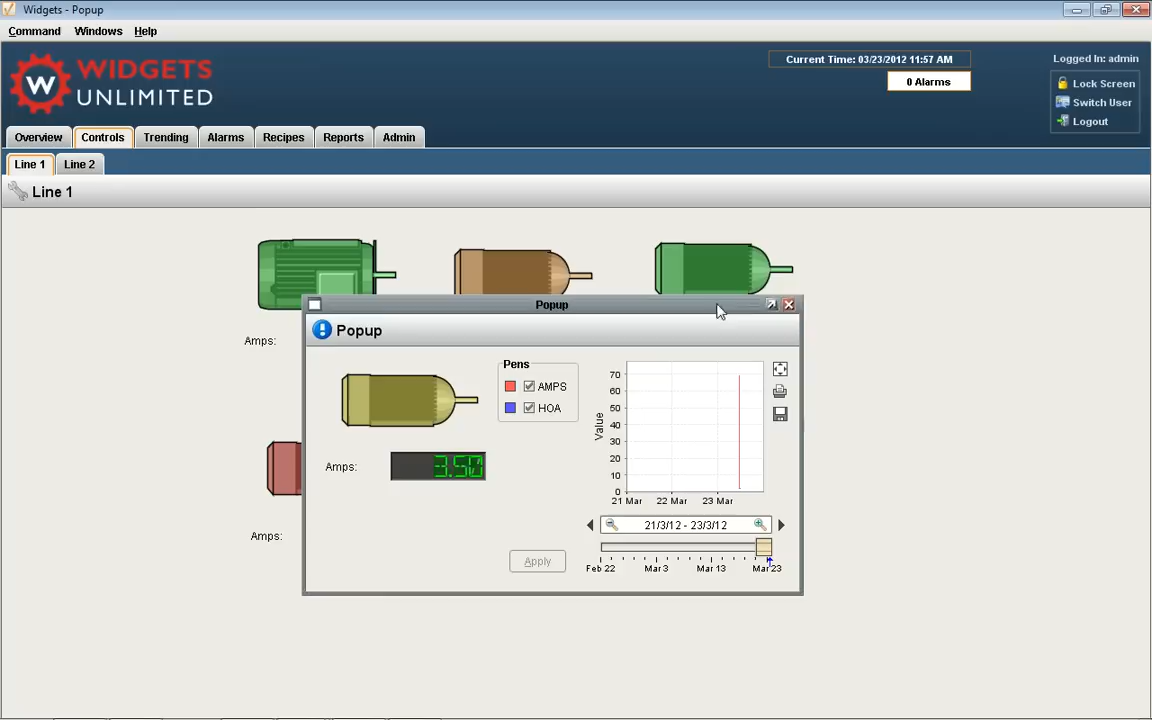 Widgets - Popup
Command Windows Help
WIDGETS
UNLIMITED
W
Current Time: 03/23/2012 11:57 AM
0 Alarms
Logged In: admin
Lock Screen
Switch User
Logout
Overview Controls Trending Alarms Recipes Reports Admin
Line 1 Line 2
Line 1
Amps:
Amps:
Popup
Popup
Pens
AMPS
HOA
Amps: 3.50
Apply
Value
70
60
50
40
30
20
10
0
21 Mar 22 Mar 23 Mar
21/3/12 - 23/3/12
Feb 22 Mar 3 Mar 13 Mar 23